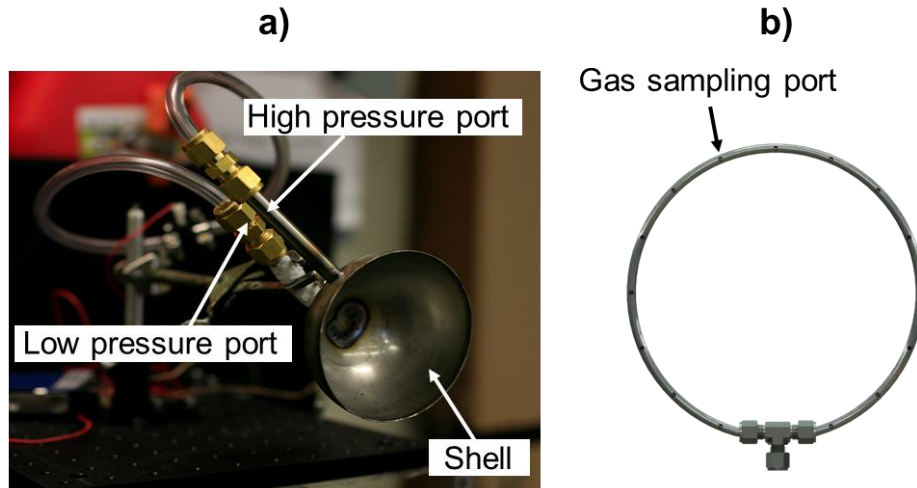 a)
b)
Gas sampling port
High pressure port
Low pressure port
Shell